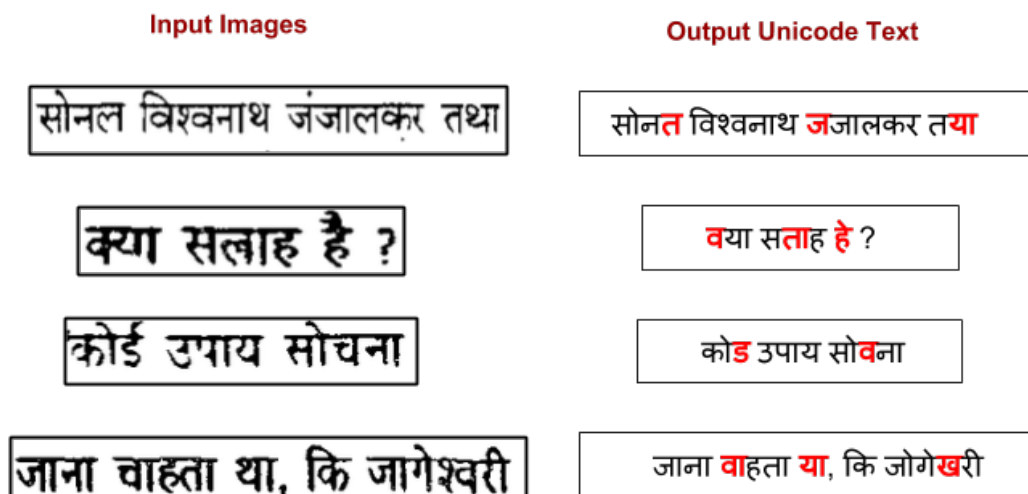 Input Images
Output Unicode Text
सोनल विश्वनाथ जंजालकर तथा
सोनत विश्वनाथ जजालकर तया
क्या सलाह है ?
वया सताह हे ?
कोई उपाय सोचना
कोड उपाय सोवना
जाना चाहता था, कि जागेश्वरी
जाना वाहता या, कि जोगेखरी